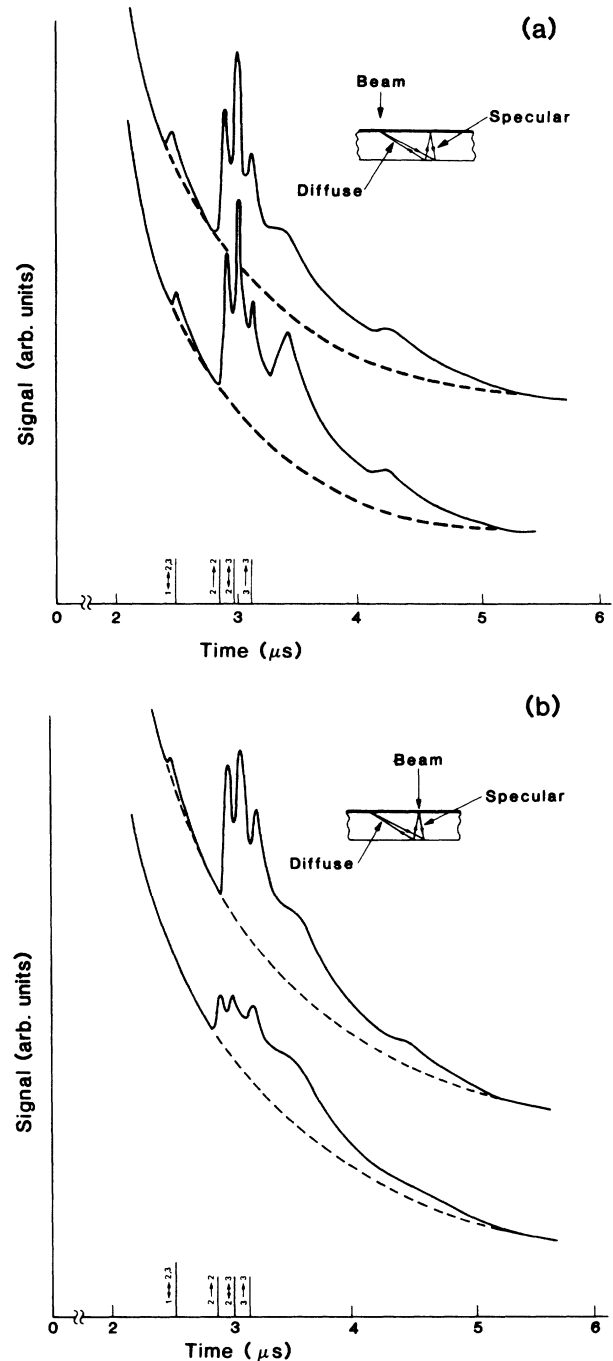 (a)
Beam
Specular
Diffuse
Signal (arb. units)
1↔2,3
2→2
2↔3
3→3
0 2 3 4 5 6
Time (μs)
(b)
Beam
Specular
Diffuse
Signal (arb. units)
1↔2,3
2→2
2↔3
3→3
0 2 3 4 5 6
Time (μs)